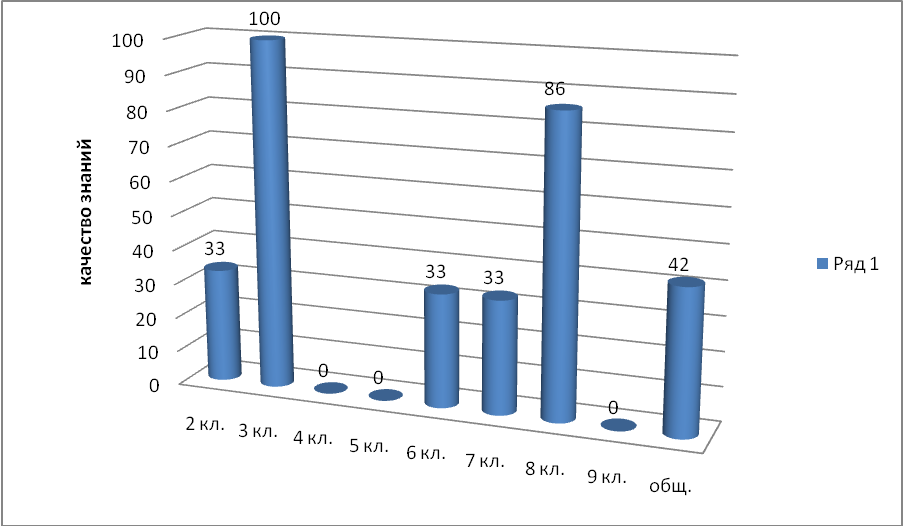 качество знаний
100
90
80
70
60
50
40
30
20
10
0
33
100
0
0
33
33
86
0
42
2 кл.
3 кл.
4 кл.
5 кл.
6 кл.
7 кл.
8 кл.
9 кл.
общ.
Ряд 1